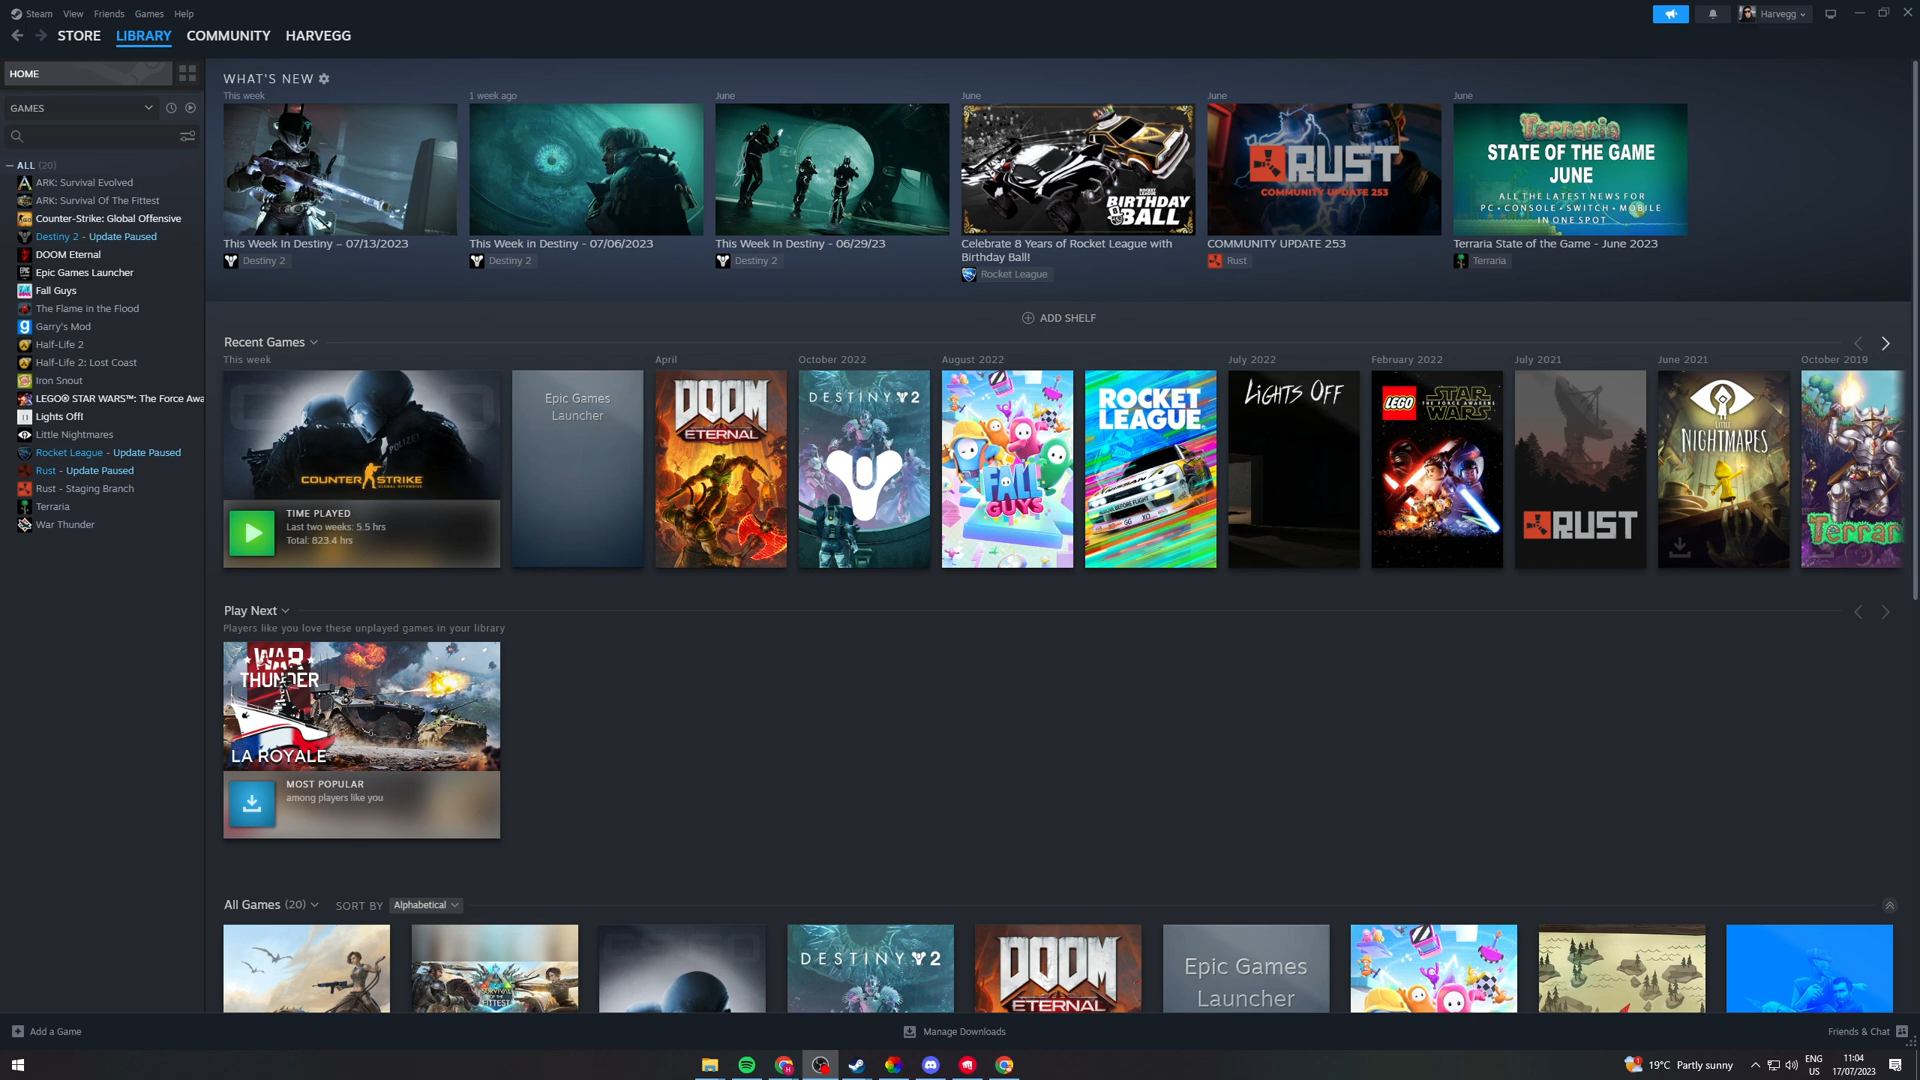 Steam View Friends Games Help
Harvegg
STORE LIBRARY COMMUNITY HARVEGG
HOME
GAMES
ALL (20)
ARK: Survival Evolved
ARK: Survival Of The Fittest
Counter-Strike: Global Offensive
Destiny 2 - Update Paused
DOOM Eternal
Epic Games Launcher
Fall Guys
The Flame in the Flood
Garry's Mod
Half-Life 2
Half-Life 2: Lost Coast
Iron Snout
LEGO® STAR WARS™: The Force Awa
Lights Off!
Little Nightmares
Rocket League - Update Paused
Rust - Update Paused
Rust - Staging Branch
Terraria
War Thunder
WHAT'S NEW
This week
1 week ago
June
June
June
June
ROCKET LEAGUE
BIRTHDAY BALL
RUST
COMMUNITY UPDATE 253
Terraria
STATE OF THE GAME
JUNE
ALL THE LATEST NEWS FOR
PC • CONSOLE • SWITCH • MOBILE
IN ONE SPOT
This Week In Destiny – 07/13/2023
Destiny 2
This Week in Destiny - 07/06/2023
Destiny 2
This Week In Destiny - 06/29/23
Destiny 2
Celebrate 8 Years of Rocket League with
Birthday Ball!
Rocket League
COMMUNITY UPDATE 253
Rust
Terraria State of the Game - June 2023
Terraria
ADD SHELF
Recent Games
This week
April
October 2022
August 2022
July 2022
February 2022
July 2021
June 2021
October 2019
POLIZEI
COUNTER STRIKE
GLOBAL OFFENSIVE
TIME PLAYED
Last two weeks: 5.5 hrs
Total: 823.4 hrs
Epic Games
Launcher
DOOM
ETERNAL
DESTINY 2
FALL
GUYS
ROCKET
LEAGUE
LIGHTS OFF
LEGO STAR WARS
THE FORCE AWAKENS
RUST
LITTLE
NIGHTMARES
Terrar
Play Next
Players like you love these unplayed games in your library
WAR
THUNDER
LA ROYALE
MOST POPULAR
among players like you
All Games (20) SORT BY Alphabetical
SURVIVAL
OF THE
FITTEST
DESTINY 2
DOOM
ETERNAL
Epic Games
Launcher
Add a Game
Manage Downloads
Friends & Chat
19°C Partly sunny
ENG
US
11:04
17/07/2023